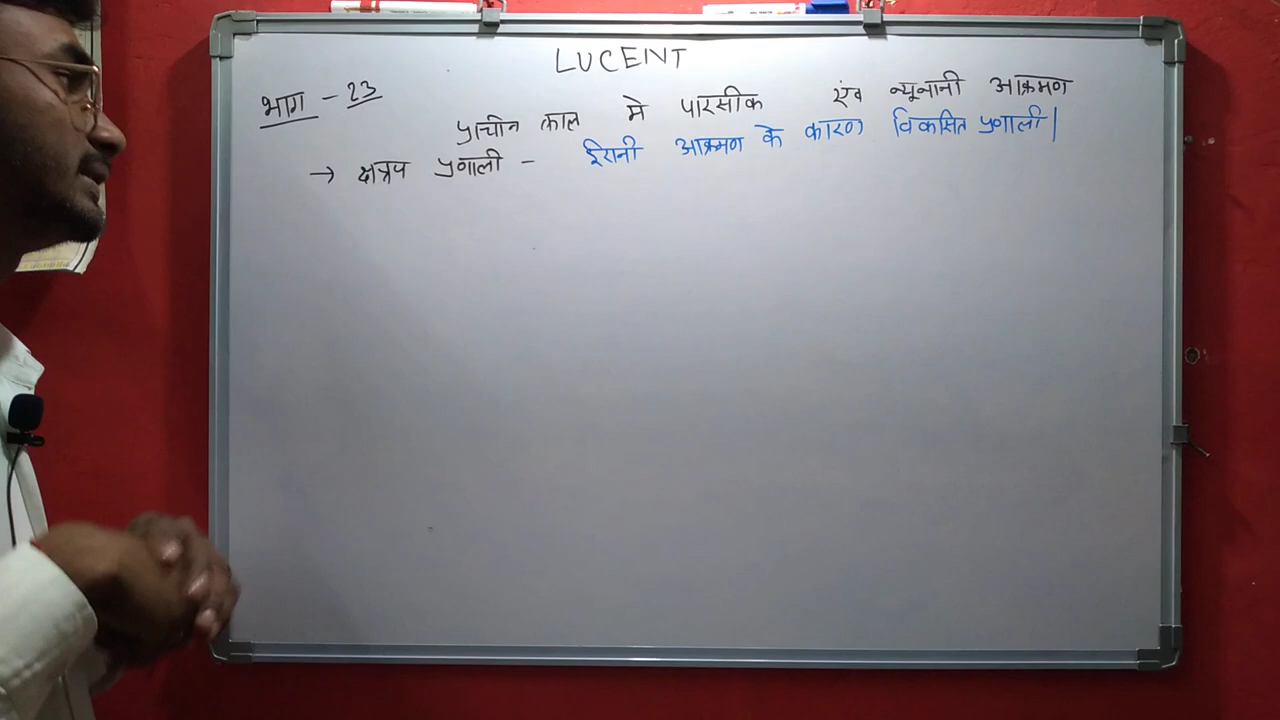 LUCENT
भाग - 23
प्राचीन काल मे पारसीक एंव न्यूनानी आक्रमण
→ क्षत्रप प्रणाली - ईरानी आक्रमण के कारण विकसित प्रणाली|